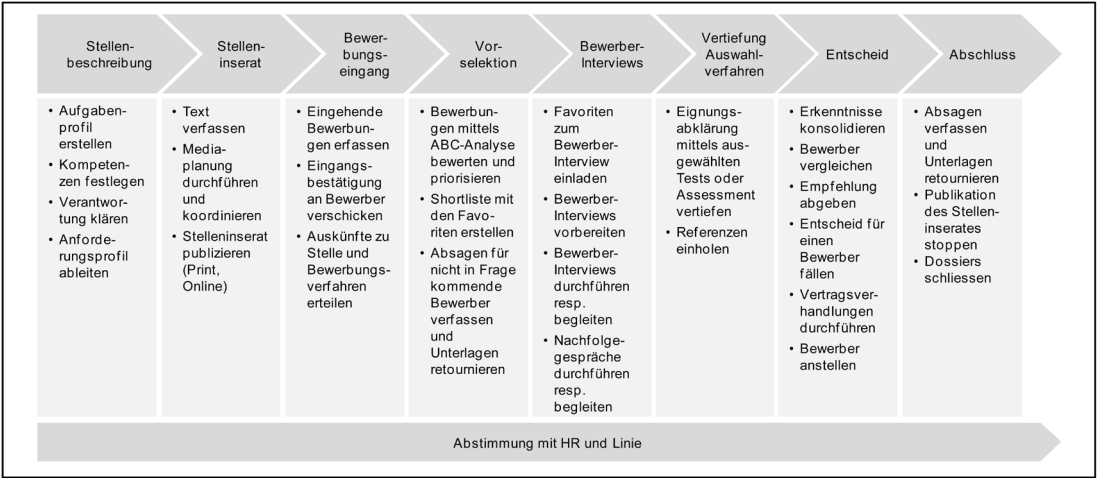 Stellen-
beschreibung
Stellen-
inserat
Bewer-
bungs-
eingang
Vor-
selektion
Bewerber-
Interviews
Vertiefung
Auswahl-
verfahren
Entscheid
Abschluss
• Aufgaben-
profil
erstellen
• Kompeten-
zen festlegen
• Verantwor-
tung klären
• Anforde-
rungsprofil
ableiten
• Text
verfassen
• Media-
planung
durchführen
und
koordinieren
• Stelleninserat
publizieren
(Print,
Online)
• Eingehende
Bewerbun-
gen erfassen
• Eingangs-
bestätigung
an Bewerber
verschicken
• Auskünfte zu
Stelle und
Bewerbungs-
verfahren
erteilen
• Bewerbun-
gen mittels
ABC-Analyse
bewerten und
priorisieren
• Shortliste mit
den Favo-
riten erstellen
• Absagen für
nicht in Frage
kommende
Bewerber
verfassen
und
Unterlagen
retournieren
• Favoriten
zum
Bewerber-
Interview
einladen
• Bewerber-
Interviews
vorbereiten
• Bewerber-
Interviews
durchführen
resp.
begleiten
• Nachfolge-
gespräche
durchführen
resp.
begleiten
• Eignungs-
abklärung
mittels aus-
gewählten
Tests oder
Assessment
vertiefen
• Referenzen
einholen
• Erkenntnisse
konsolidieren
• Bewerber
vergleichen
• Empfehlung
abgeben
• Entscheid für
einen
Bewerber
fällen
• Vertragsver-
handlungen
durchführen
• Bewerber
anstellen
• Absagen
verfassen
und
Unterlagen
retournieren
• Publikation
des Stellen-
inserates
stoppen
• Dossiers
schliessen
Abstimmung mit HR und Linie